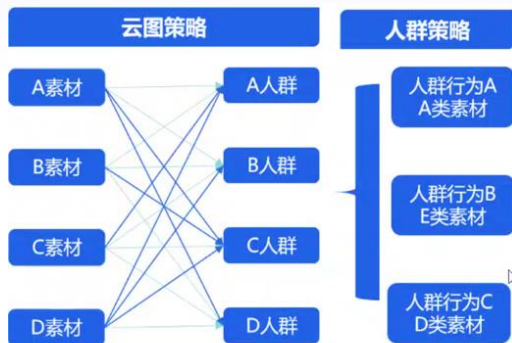 云图策略
人群策略
A素材
A人群
B素材
B人群
C素材
C人群
D素材
D人群
人群行为A
A类素材
人群行为B
E类素材
人群行为C
D类素材